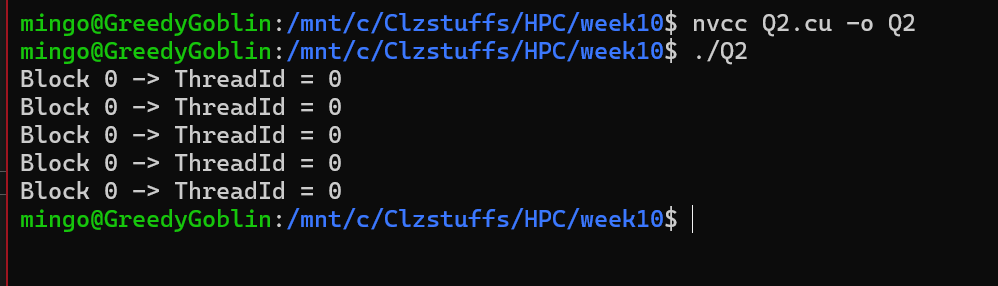 mingo@GreedyGoblin:/mnt/c/Clzstuffs/HPC/week10$ nvcc Q2.cu -o Q2
mingo@GreedyGoblin:/mnt/c/Clzstuffs/HPC/week10$ ./Q2
Block 0 -> ThreadId = 0
Block 0 -> ThreadId = 0
Block 0 -> ThreadId = 0
Block 0 -> ThreadId = 0
Block 0 -> ThreadId = 0
mingo@GreedyGoblin:/mnt/c/Clzstuffs/HPC/week10$